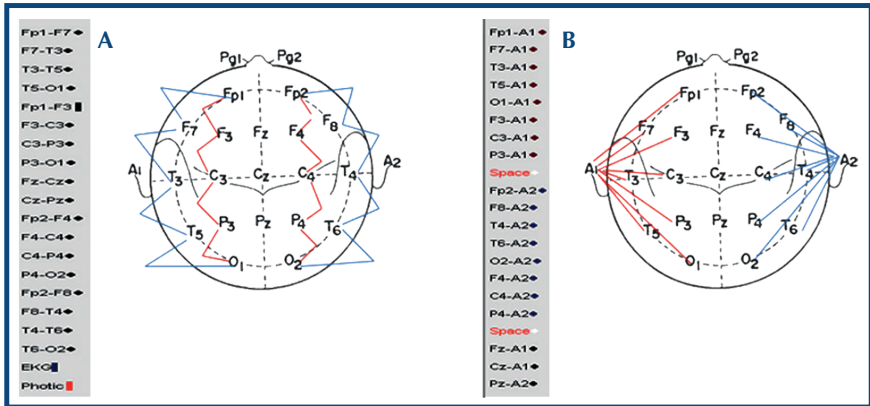 A
Fp1-F7
F7-T3
T3-T5
T5-O1
Fp1-F3
F3-C3
C3-P3
P3-O1
Fz-Cz
Cz-Pz
Fp2-F4
F4-C4
C4-P4
P4-O2
Fp2-F8
F8-T4
T4-T6
T6-O2
EKG
Photic
Pg1 Pg2
Fp1 Fp2
F7 F3 Fz F4 F8
A1 T3 C3 Cz C4 T4 A2
T5 P3 Pz P4 T6
O1 O2
B
Fp1-A1
F7-A1
T3-A1
T5-A1
O1-A1
F3-A1
C3-A1
P3-A1
Space
Fp2-A2
F8-A2
T4-A2
T6-A2
O2-A2
F4-A2
C4-A2
P4-A2
Space
Fz-A1
Cz-A1
Pz-A2
Pg1 Pg2
Fp1 Fp2
F7 F3 Fz F4 F8
A1 T3 C3 Cz C4 T4 A2
T5 P3 Pz P4 T6
O1 O2